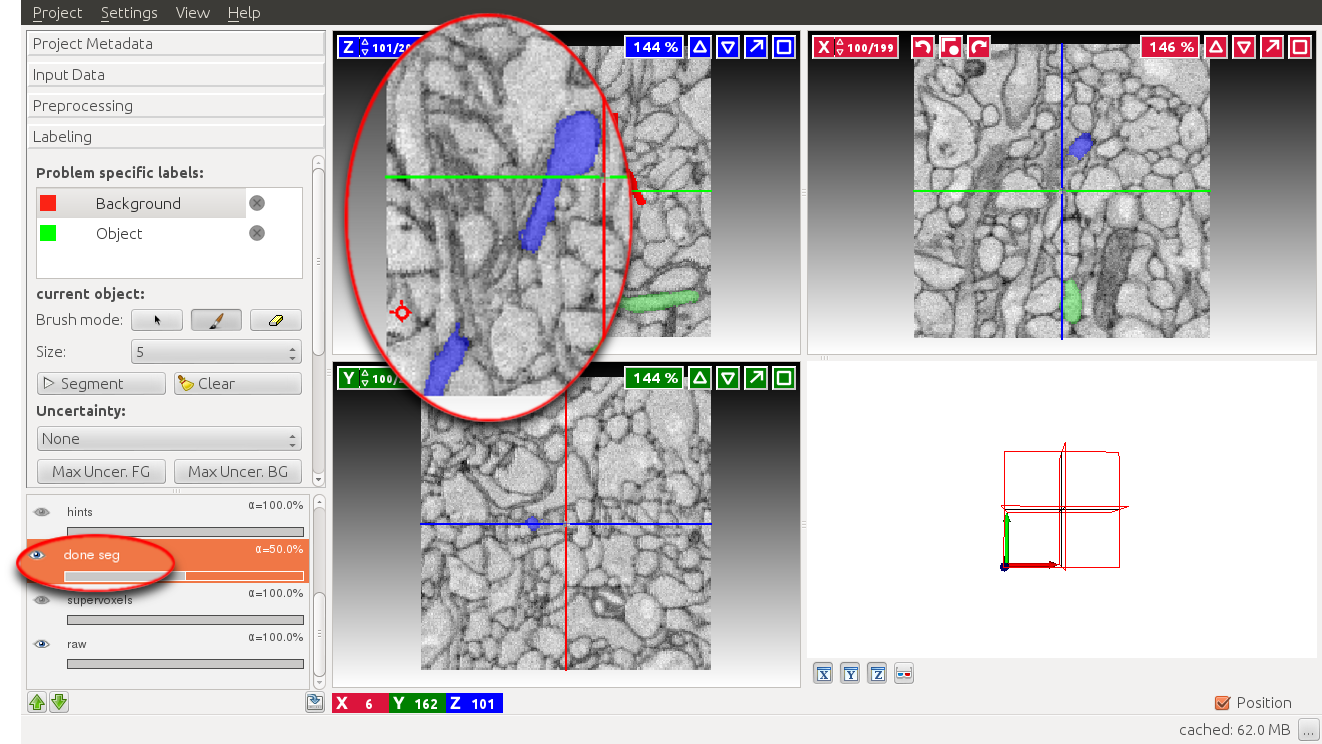 Project Settings View Help
Project Metadata
Input Data
Preprocessing
Labeling
Problem specific labels:
Background
Object
current object:
Brush mode:
Size: 5
Segment Clear
Uncertainty:
None
Max Uncer. FG Max Uncer. BG
hints α=100.0%
done seg α=50.0%
supervoxels α=100.0%
raw α=100.0%
Z 144 %
X 100/199 146 %
Y 144 %
X Y Z
X 6 Y 162 Z 101
Position
cached: 62.0 MB ...